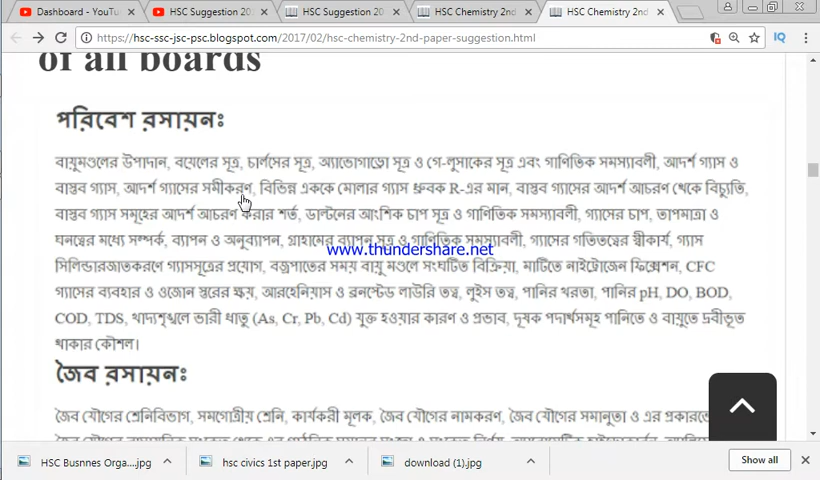 Dashboard - YouTu
HSC Suggestion 20
HSC Suggestion 20
HSC Chemistry 2nd
HSC Chemistry 2nd
https://hsc-ssc-jsc-psc.blogspot.com/2017/02/hsc-chemistry-2nd-paper-suggestion.html
IQ
of all boards
পরিবেশ রসায়নঃ
বায়ুমণ্ডলের উপাদান, বয়েলের সূত্র, চার্লসের সূত্র, অ্যাভোগাড্রো সূত্র ও গে-লুসাকের সূত্র এবং গাণিতিক সমস্যাবলী, আদর্শ গ্যাস ও
বাস্তব গ্যাস, আদর্শ গ্যাসের সমীকরণ, বিভিন্ন এককে মোলার গ্যাস ধ্রুবক R-এর মান, বাস্তব গ্যাসের আদর্শ আচরণ থেকে বিচ্যুতি,
বাস্তব গ্যাস সমূহের আদর্শ আচরণ করার শর্ত, ডাল্টনের আংশিক চাপ সূত্র ও গাণিতিক সমস্যাবলী, গ্যাসের চাপ, তাপমাত্রা ও
ঘনত্বের মধ্যে সম্পর্ক, ব্যাপন ও অনুব্যাপন, গ্রাহামের ব্যাপন সূত্র ও গাণিতিক সমস্যাবলী, গ্যাসের গতিতত্বের স্বীকার্য, গ্যাস
www.thundershare.net
সিলিন্ডারজাতকরণে গ্যাসসূত্রের প্রয়োগ, বজ্রপাতের সময় বায়ু মণ্ডলে সংঘটিত বিক্রিয়া, মাটিতে নাইট্রোজেন ফিক্সেশন, CFC
গ্যাসের ব্যবহার ও ওজোন স্তরের ক্ষয়, আরহেনিয়াস ও ব্রনস্টেড লাউরি তত্ব, লুইস তত্ব, পানির খরতা, পানির pH, DO, BOD,
COD, TDS, খাদ্যশৃঙ্খলে ভারী ধাতু (As, Cr, Pb, Cd) যুক্ত হওয়ার কারণ ও প্রভাব, দূষক পদার্থসমূহ পানিতে ও বায়ুতে দ্রবীভূত
থাকার কৌশল।
জৈব রসায়নঃ
জৈব যৌগের শ্রেনিবিভাগ, সমগোত্রীয় শ্রেনি, কার্যকরী মূলক, জৈব যৌগের নামকরণ, জৈব যৌগের সমানুতা ও এর প্রকারভে
HSC Busnnes Orga....jpg
hsc civics 1st paper.jpg
download (1).jpg
Show all